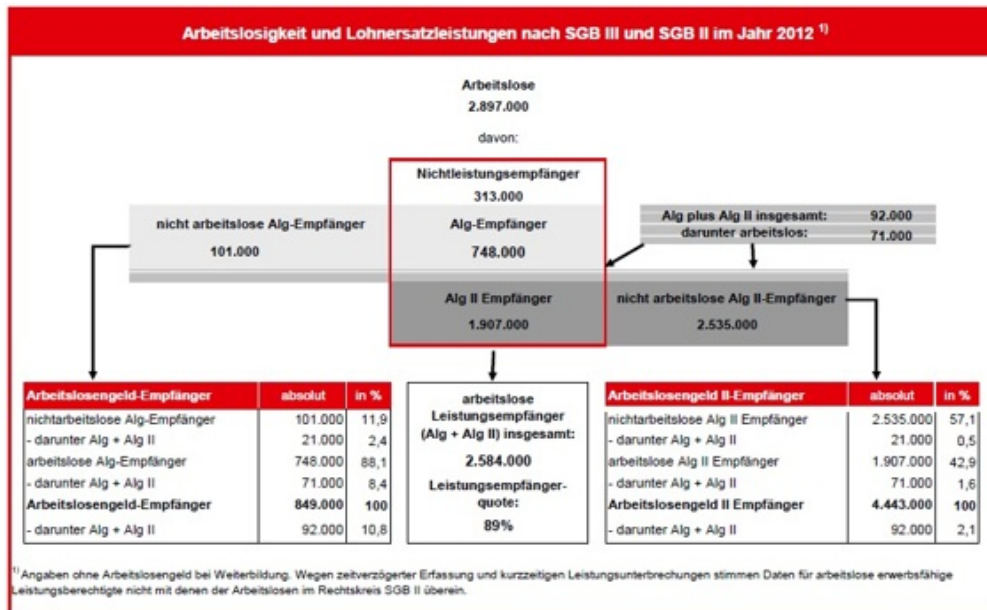 Arbeitslosigkeit und Lohnersatzleistungen nach SGB III und SGB II im Jahr 2012 1)
Arbeitslose
2.897.000
davon:
Nichtleistungsempfänger
313.000
nicht arbeitslose Alg-Empfänger
101.000
Alg-Empfänger
748.000
Alg plus Alg II insgesamt: 92.000
darunter arbeitslos: 71.000
Alg II Empfänger
1.907.000
nicht arbeitslose Alg II-Empfänger
2.535.000
Arbeitslosengeld-Empfänger absolut in %
nichtarbeitslose Alg-Empfänger 101.000 11,9
- darunter Alg + Alg II 21.000 2,4
arbeitslose Alg-Empfänger 748.000 88,1
- darunter Alg + Alg II 71.000 8,4
Arbeitslosengeld-Empfänger 849.000 100
- darunter Alg + Alg II 92.000 10,8
arbeitslose
Leistungsempfänger
(Alg + Alg II) insgesamt:
2.584.000
Leistungsempfänger-
quote:
89%
Arbeitslosengeld II-Empfänger absolut in %
nichtarbeitslose Alg II Empfänger 2.535.000 57,1
- darunter Alg + Alg II 21.000 0,5
arbeitslose Alg II Empfänger 1.907.000 42,9
- darunter Alg + Alg II 71.000 1,6
Arbeitslosengeld II Empfänger 4.443.000 100
- darunter Alg + Alg II 92.000 2,1
1) Angaben ohne Arbeitslosengeld bei Weiterbildung. Wegen zeitverzögerter Erfassung und kurzzeitigen Leistungsunterbrechungen stimmen Daten für arbeitslose erwerbsfähige
Leistungsberechtigte nicht mit denen der Arbeitslosen im Rechtskreis SGB II überein.